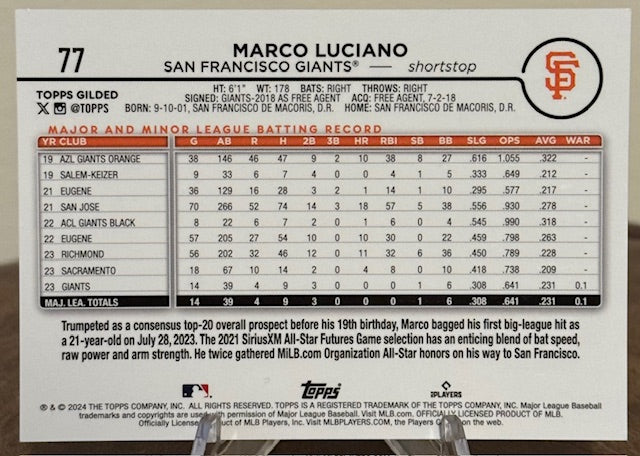 77
MARCO LUCIANO
SAN FRANCISCO GIANTS® — shortstop
SF
TOPPS GILDED
X @TOPPS
HT: 6'1" WT: 178 BATS: RIGHT THROWS: RIGHT
SIGNED: GIANTS-2018 AS FREE AGENT ACQ: FREE AGENT, 7-2-18
BORN: 9-10-01, SAN FRANCISCO DE MACORIS, D.R. HOME: SAN FRANCISCO DE MACORIS, D.R.
MAJOR AND MINOR LEAGUE BATTING RECORD
YR CLUB G AB R H 2B 3B HR RBI SB BB SLG OPS AVG WAR
19 AZL GIANTS ORANGE 38 146 46 47 9 2 10 38 8 27 .616 1.055 .322 -
19 SALEM-KEIZER 9 33 6 7 4 0 0 4 1 5 .333 .649 .212 -
21 EUGENE 36 129 16 28 3 2 1 14 1 10 .295 .577 .217 -
21 SAN JOSE 70 266 52 74 14 3 18 57 5 38 .556 .930 .278 -
22 ACL GIANTS BLACK 8 22 6 7 2 0 1 6 0 4 .545 .990 .318 -
22 EUGENE 57 205 27 54 10 0 10 30 0 22 .459 .798 .263 -
23 RICHMOND 56 202 32 46 12 0 11 32 6 36 .450 .789 .228 -
23 SACRAMENTO 18 67 10 14 2 0 4 8 0 10 .418 .738 .209 -
23 GIANTS 14 39 4 9 3 0 0 0 1 6 .308 .641 .231 0.1
MAJ. LEA. TOTALS 14 39 4 9 3 0 0 0 1 6 .308 .641 .231 0.1
Trumpeted as a consensus top-20 overall prospect before his 19th birthday, Marco bagged his first big-league hit as
a 21-year-old on July 28, 2023. The 2021 SiriusXM All-Star Futures Game selection has an enticing blend of bat speed,
raw power and arm strength. He twice gathered MiLB.com Organization All-Star honors on his way to San Francisco.
Topps
PLAYERS
® & © 2024 THE TOPPS COMPANY, INC. ALL RIGHTS RESERVED. TOPPS IS A REGISTERED TRADEMARK OF THE TOPPS COMPANY, INC. Major League Baseball
trademarks and copyrights are used with permission of Major League Baseball. Visit MLB.com. OFFICIALLY LICENSED PRODUCT OF MLB
Officially Licensed Product of MLB Players, Inc. Visit MLBPLAYERS.com, the Players on the web.